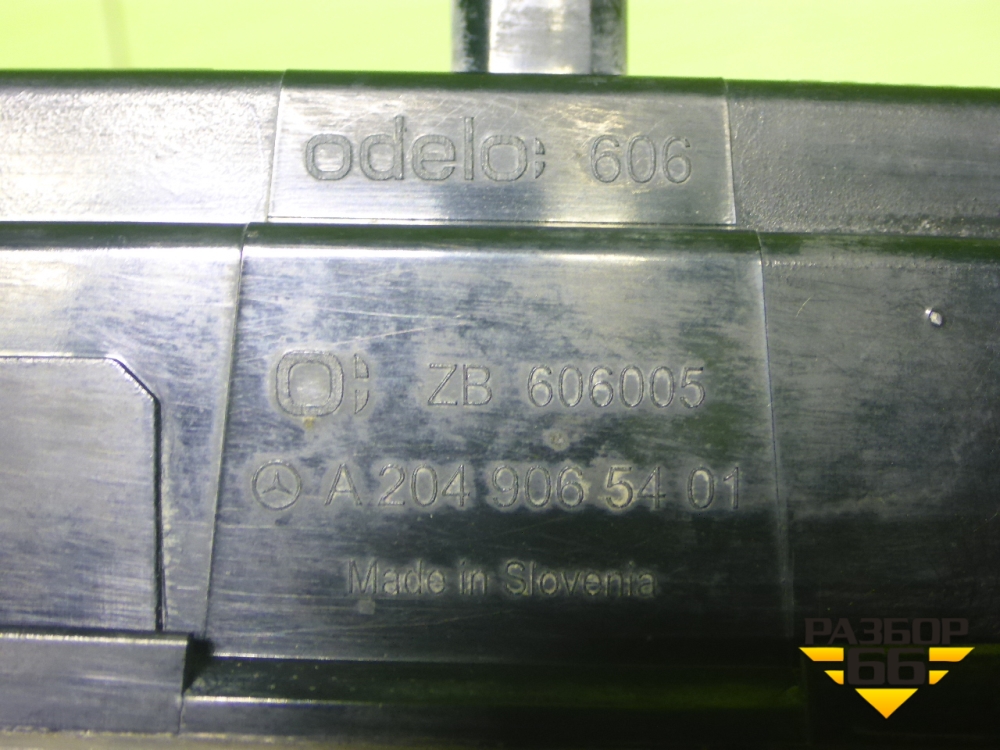 odelo; 606
o; ZB 606005
A 204 906 54 01
Made in Slovenia
РАЗБОР
66